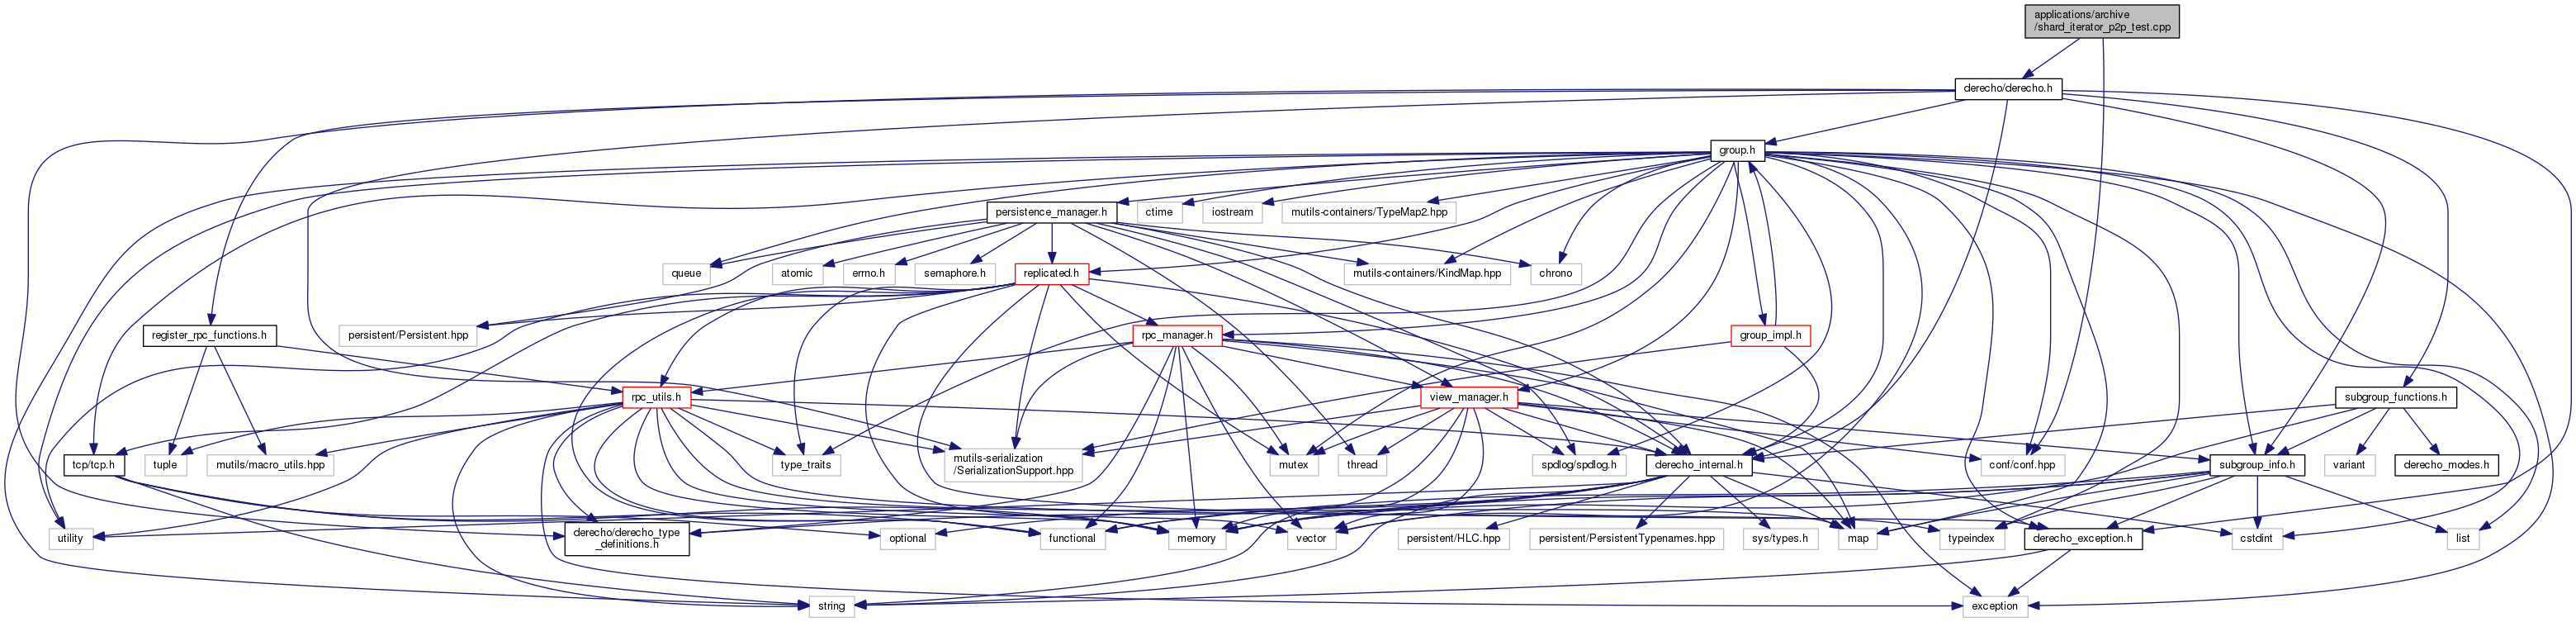 applications/archive
/shard_iterator_p2p_test.cpp
derecho/derecho.h
group.h
persistence_manager.h
ctime
iostream
mutils-containers/TypeMap2.hpp
queue
atomic
errno.h
semaphore.h
replicated.h
mutils-containers/KindMap.hpp
chrono
register_rpc_functions.h
persistent/Persistent.hpp
rpc_manager.h
group_impl.h
rpc_utils.h
view_manager.h
subgroup_functions.h
tcp/tcp.h
tuple
mutils/macro_utils.hpp
type_traits
mutils-serialization
/SerializationSupport.hpp
mutex
thread
spdlog/spdlog.h
derecho_internal.h
conf/conf.hpp
subgroup_info.h
variant
derecho_modes.h
utility
derecho/derecho_type
_definitions.h
optional
functional
memory
vector
persistent/HLC.hpp
persistent/PersistentTypenames.hpp
sys/types.h
map
typeindex
derecho_exception.h
cstdint
list
string
exception